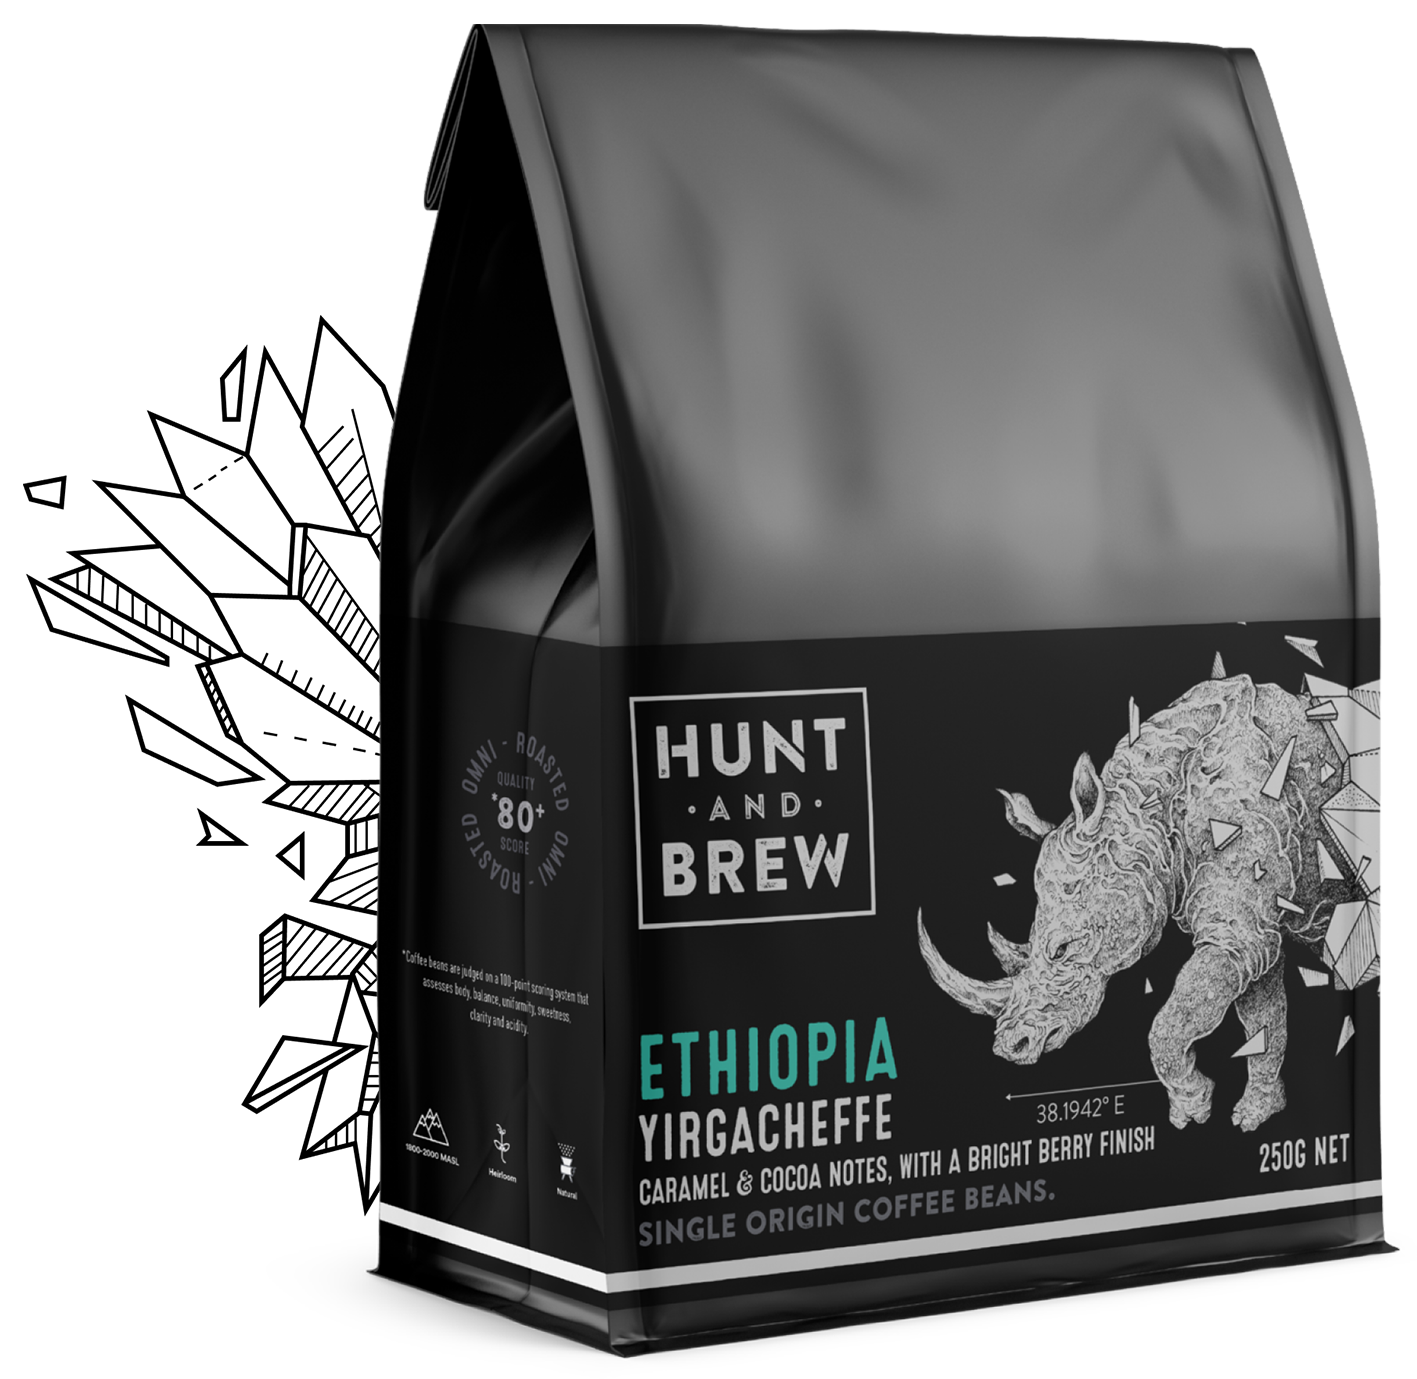 HUNT
·AND·
BREW
ETHIOPIA
YIRGACHEFFE
CARAMEL & COCOA NOTES, WITH A BRIGHT BERRY FINISH
SINGLE ORIGIN COFFEE BEANS.
38.1942° E
250G NET
OMNI - ROASTED OMNI - ROASTED
QUALITY
*80+
SCORE
*Coffee beans are judged on a 100-point scoring system that
assesses body, balance, uniformity, sweetness,
clarity and acidity.
1800-2000 MASL
Heirloom
Natural